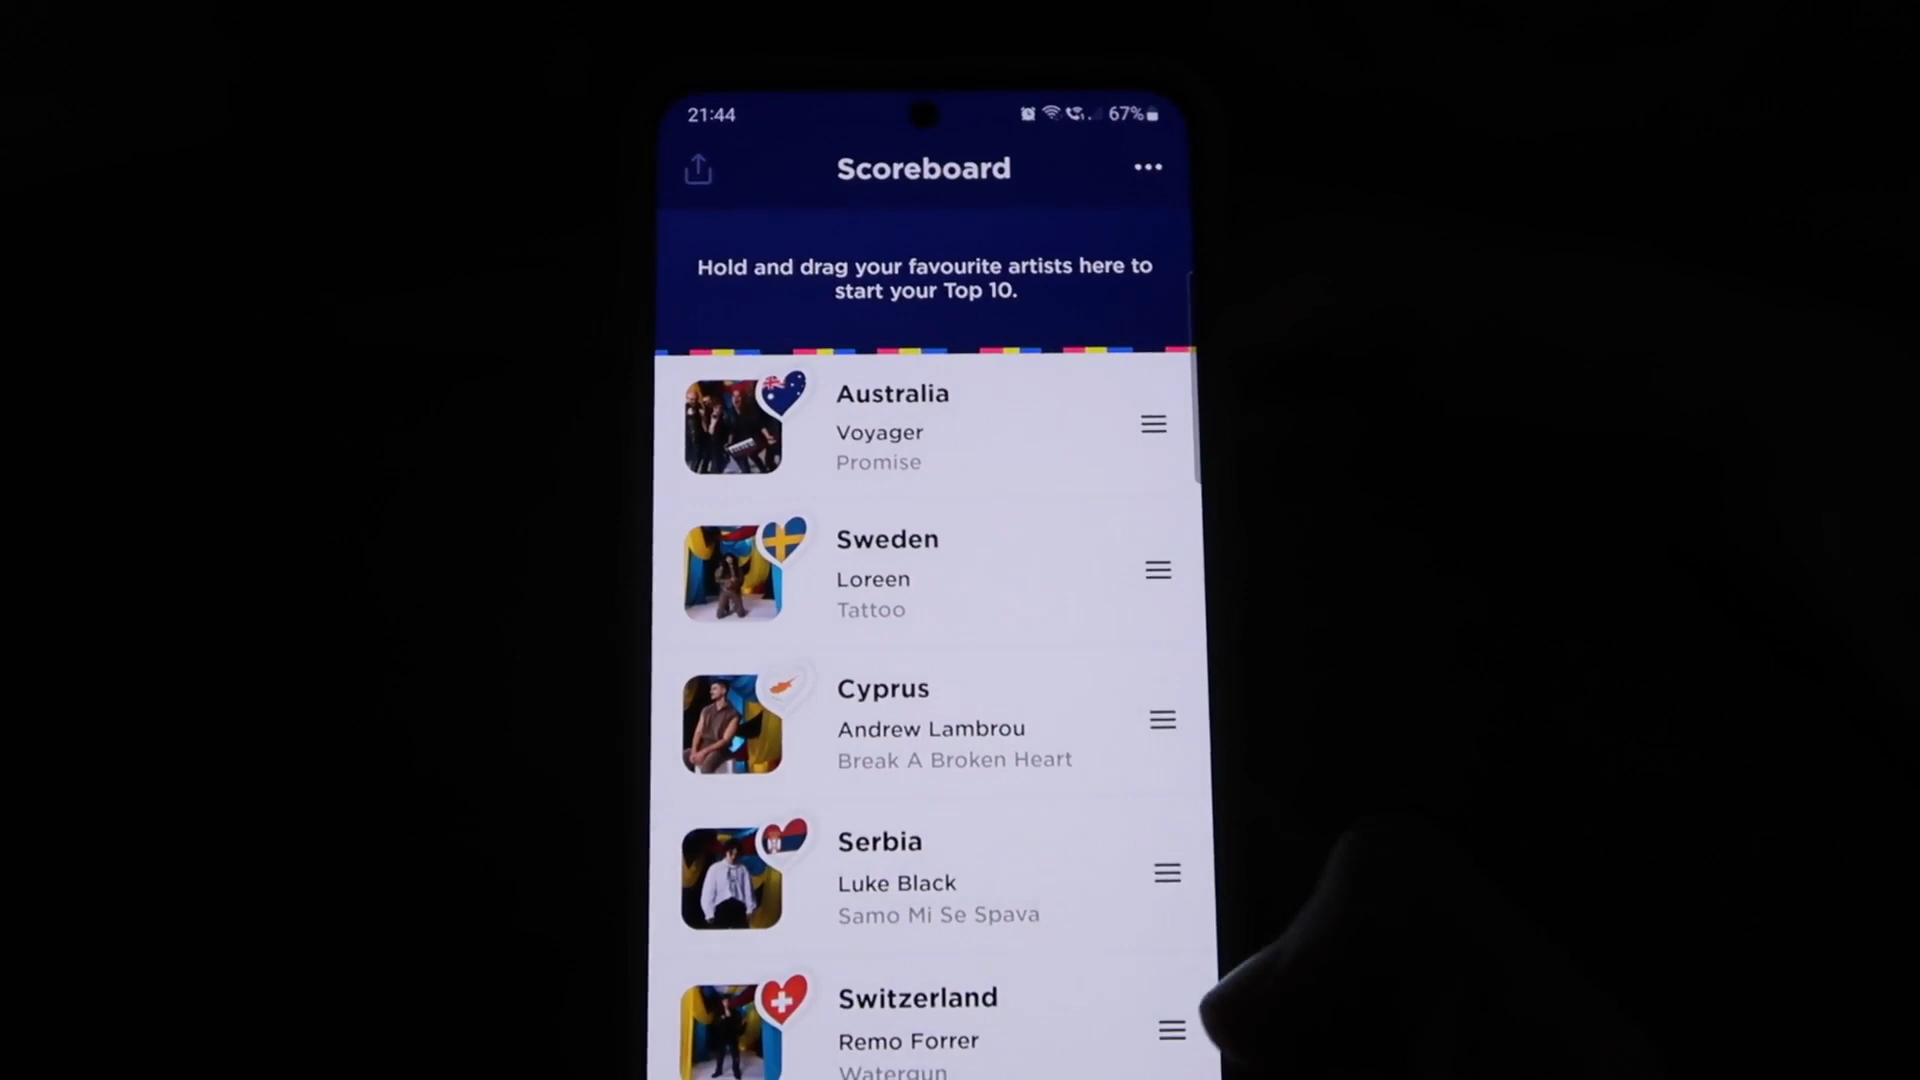 21:44
67%
Scoreboard
Hold and drag your favourite artists here to
start your Top 10.
Australia
Voyager
Promise
Sweden
Loreen
Tattoo
Cyprus
Andrew Lambrou
Break A Broken Heart
Serbia
Luke Black
Samo Mi Se Spava
Switzerland
Remo Forrer
Watergun